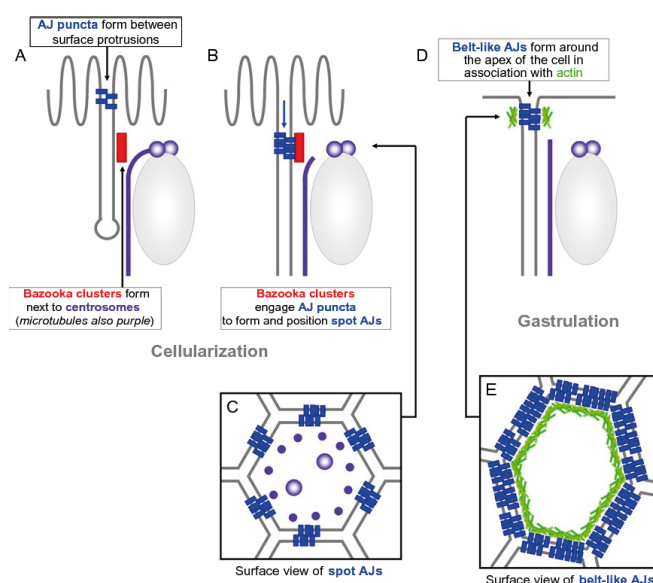 AJ puncta form between
surface protrusions
A
B
D
Belt-like AJs form around
the apex of the cell in
association with actin
Bazooka clusters form
next to centrosomes
(microtubules also purple)
Bazooka clusters
engage AJ puncta
to form and position spot AJs
Cellularization
Gastrulation
C
Surface view of spot AJs
E
Surface view of belt-like AJs